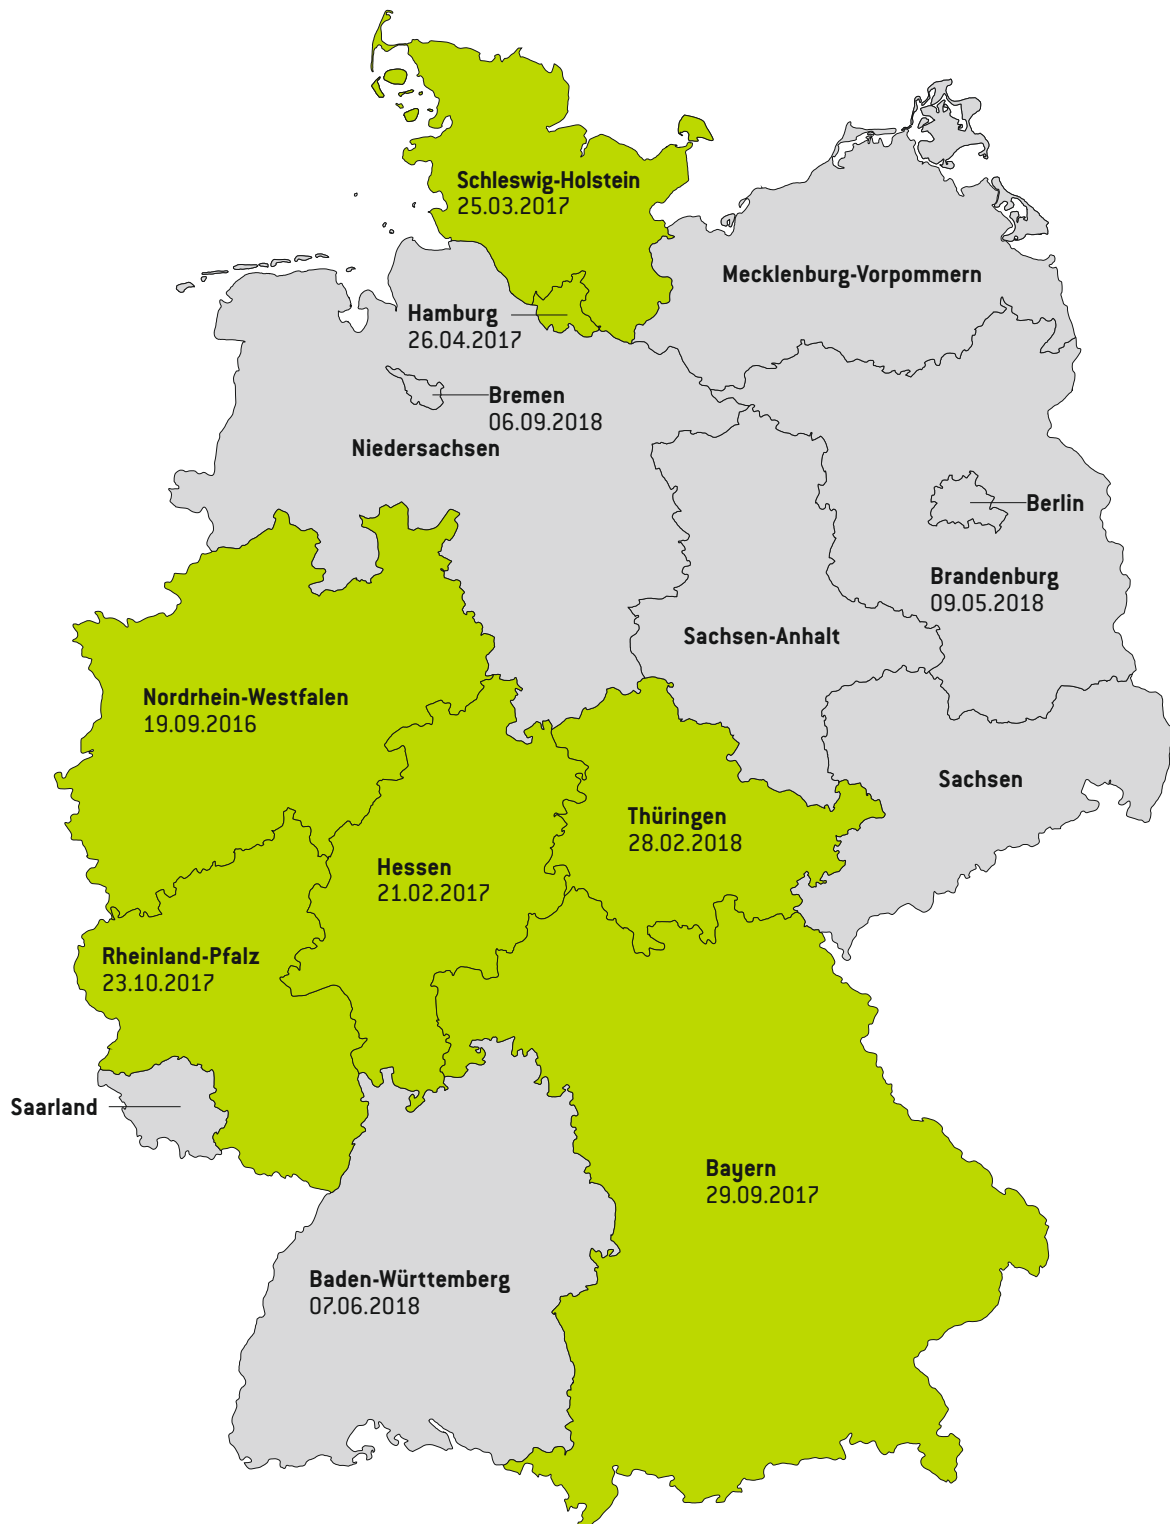 Schleswig-Holstein
25.03.2017
Mecklenburg-Vorpommern
Hamburg
26.04.2017
Bremen
06.09.2018
Niedersachsen
Berlin
Brandenburg
09.05.2018
Sachsen-Anhalt
Nordrhein-Westfalen
19.09.2016
Sachsen
Thüringen
28.02.2018
Hessen
21.02.2017
Rheinland-Pfalz
23.10.2017
Saarland
Bayern
29.09.2017
Baden-Württemberg
07.06.2018